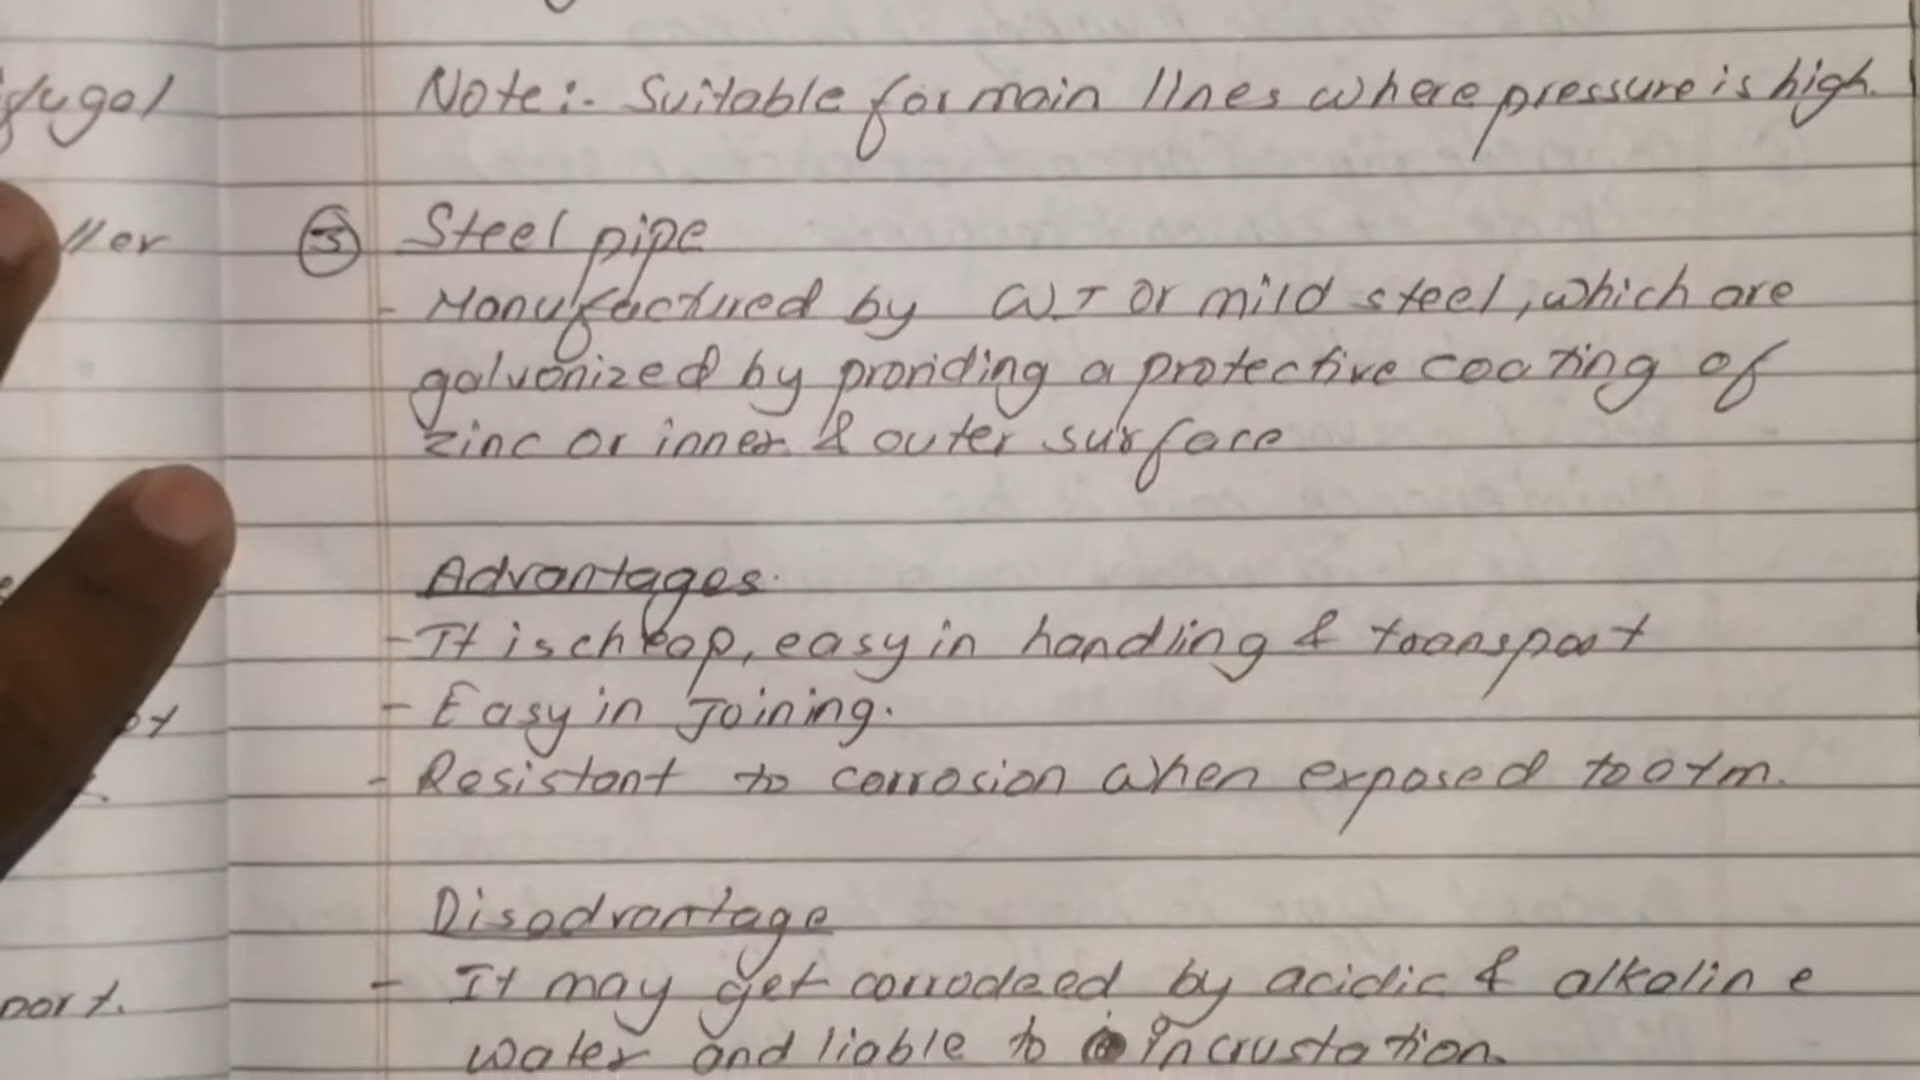 Note:- Suitable for main lines where pressure is high.
③ Steel pipe
- Manufactured by WI or mild steel, which are
galvanized by providing a protective coating of
zinc or inner & outer surface
Advantages.
- It is cheap, easy in handling & transport
- Easy in Joining.
- Resistant to corrosion when exposed to atm.
Disadvantage
- It may get corrodeed by acidic & alkaline
water and liable to incrustation.
ller
port.